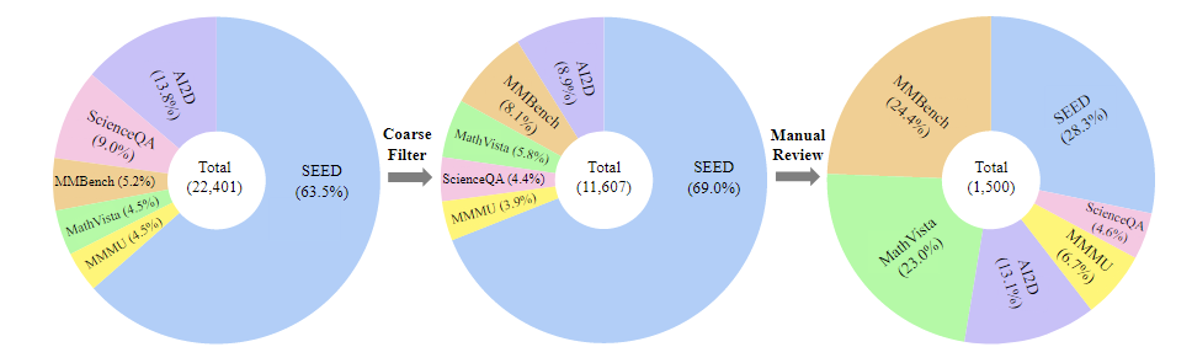 AI2D
(13.8%)
ScienceQA
(9.0%)
MMBench (5.2%)
MathVista (4.5%)
MMMU (4.5%)
Total
(22,401)
SEED
(63.5%)
Coarse
Filter
AI2D
(8.9%)
MMBench
(8.1%)
MathVista (5.8%)
ScienceQA (4.4%)
MMMU (3.9%)
Total
(11,607)
SEED
(69.0%)
Manual
Review
MMBench
(24.4%)
SEED
(28.3%)
Total
(1,500)
ScienceQA
(4.6%)
MMMU
(6.7%)
AI2D
(13.1%)
MathVista
(23.0%)